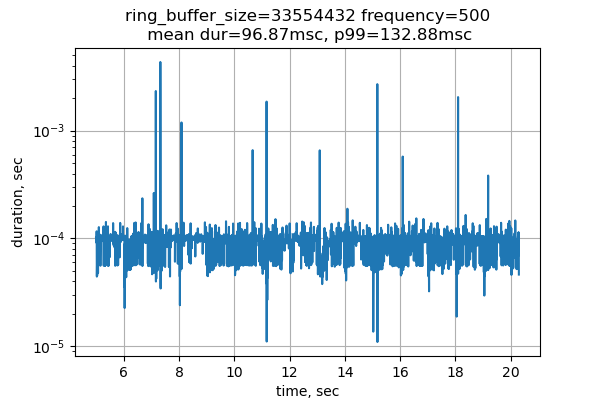 ring_buffer_size=33554432 frequency=500
mean dur=96.87msc, p99=132.88msc
duration, sec
10⁻³
10⁻⁴
10⁻⁵
6 8 10 12 14 16 18 20
time, sec